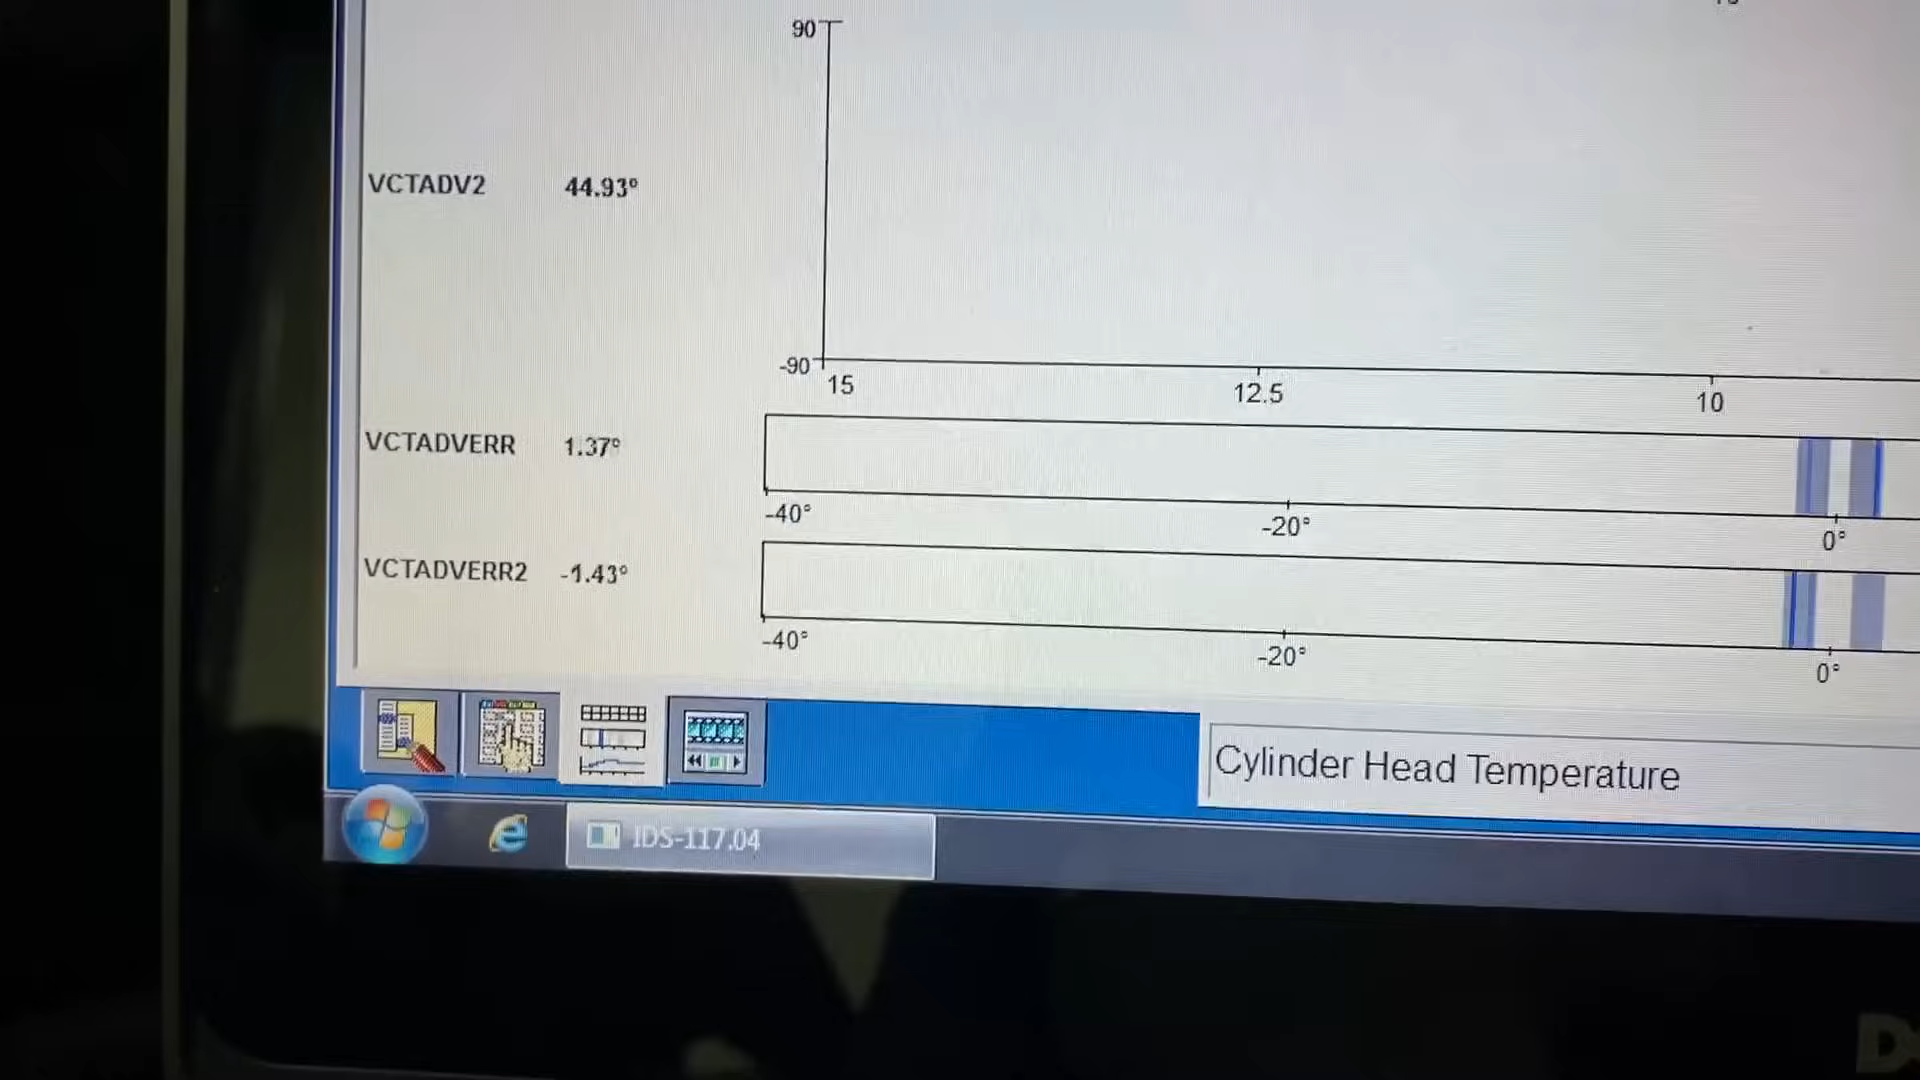 90
VCTADV2 44.93°
-90
15 12.5 10
VCTADVERR 1.37°
-40° -20° 0°
VCTADVERR2 -1.43°
-40° -20° 0°
Cylinder Head Temperature
IDS-117.04